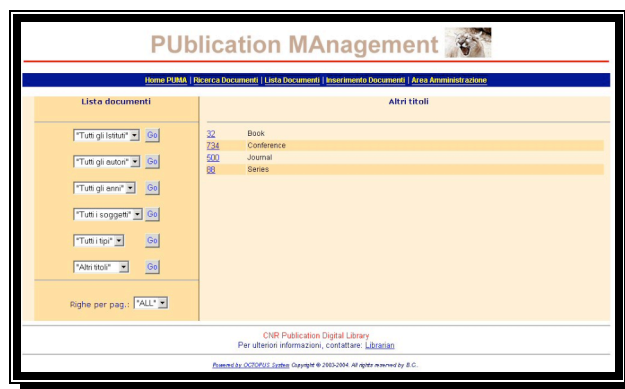 PUblication MAnagement
Home PUMA | Ricerca Documenti | Lista Documenti | Inserimento Documenti | Area Amministrazione
Lista documenti
Altri titoli
"Tutti gli Istituti" Go
"Tutti gli autori" Go
"Tutti gli anni" Go
"Tutti i soggetti" Go
"Tutti i tipi" Go
"Altri titoli" Go
Righe per pag.: "ALL"
32 Book
734 Conference
500 Journal
88 Series
CNR Publication Digital Library
Per ulteriori informazioni, contattare: Librarian
Powered by OCTOPUS System Copyright © 2003-2004. All rights reserved by B.C..